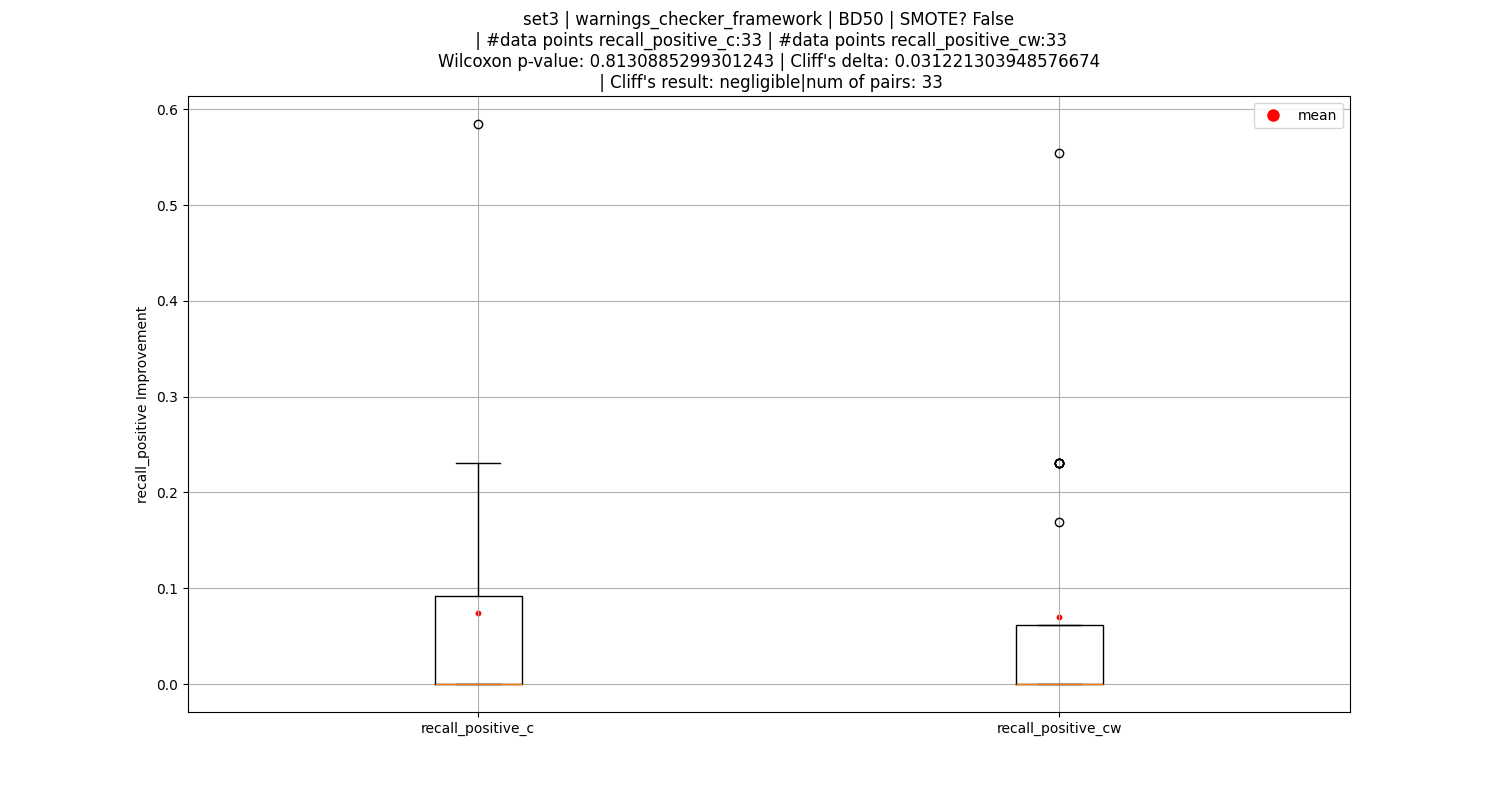 set3 | warnings_checker_framework | BD50 | SMOTE? False
| #data points recall_positive_c:33 | #data points recall_positive_cw:33
Wilcoxon p-value: 0.8130885299301243 | Cliff's delta: 0.031221303948576674
| Cliff's result: negligible|num of pairs: 33
mean
0.6
0.5
0.4
0.3
0.2
0.1
0.0
recall_positive Improvement
recall_positive_c
recall_positive_cw